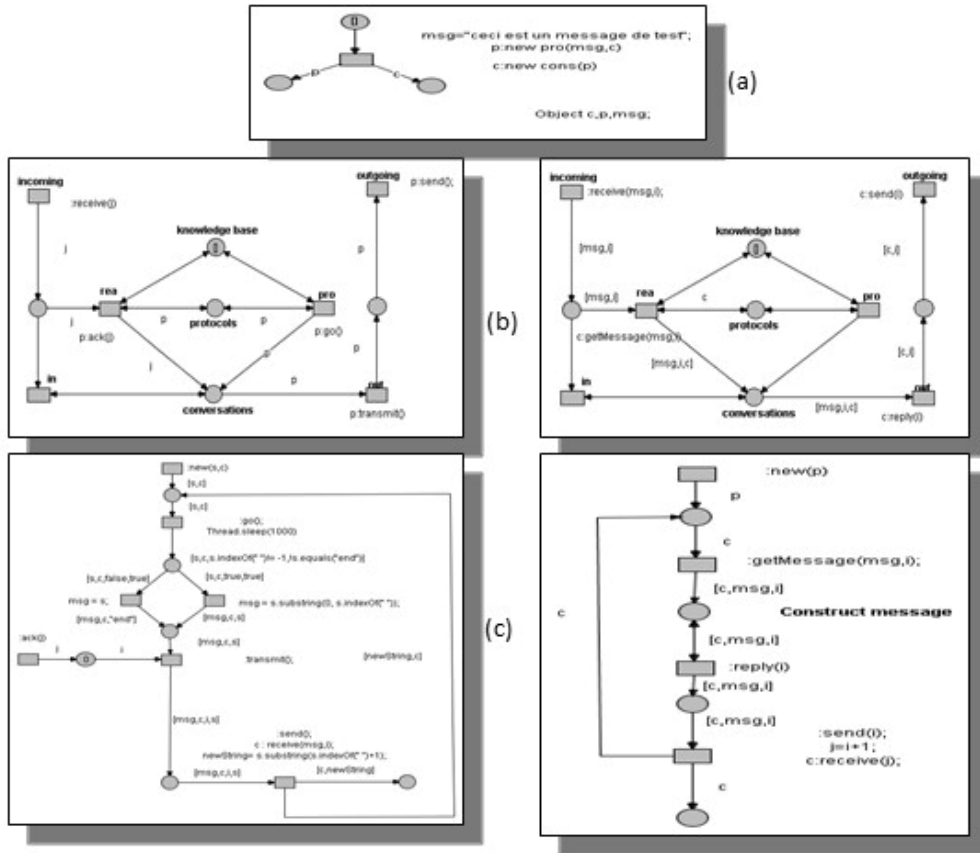 []
msg="ceci est un message de test";
p:new pro(msg,c)
c:new cons(p)
p
c
Object c,p,msg;
(a)
incoming
:receive(j)
outgoing
p:send();
j
knowledge base
[]
p
rea
pro
j
p
protocols
p
p:go()
p:ack(j)
j
p
p
in
conversations
p
out
p:transmit()
(b)
incoming
:receive(msg,i);
outgoing
c:send(i)
[msg,i]
knowledge base
[]
[c,i]
[msg,i]
rea
c
pro
protocols
c:getMessage(msg,i)
[msg,i,c]
[c,i]
in
conversations
[msg,i,c]
out
c:reply(i)
:new(s,c)
[s,c]
[s,c]
:go();
Thread.sleep(1000)
[s,c,s.indexOf(" ")!= -1,!s.equals("end")]
[s,c,false,true]
[s,c,true,true]
msg = s;
msg = s.substring(0, s.indexOf(" "));
[msg,c,"end"]
[msg,c,s]
:ack(j)
[msg,c,s]
j
[]
i
:transmit();
[newString,c]
[msg,c,i,s]
:send();
c : receive(msg,i);
newString= s.substring(s.indexOf(" ")+1);
[msg,c,i,s]
[c,newString]
(c)
:new(p)
p
c
:getMessage(msg,i);
[c,msg,i]
Construct message
c
[c,msg,i]
:reply(i)
[c,msg,i]
[c,msg,i]
:send(i);
j=i+1;
c:receive(j);
c